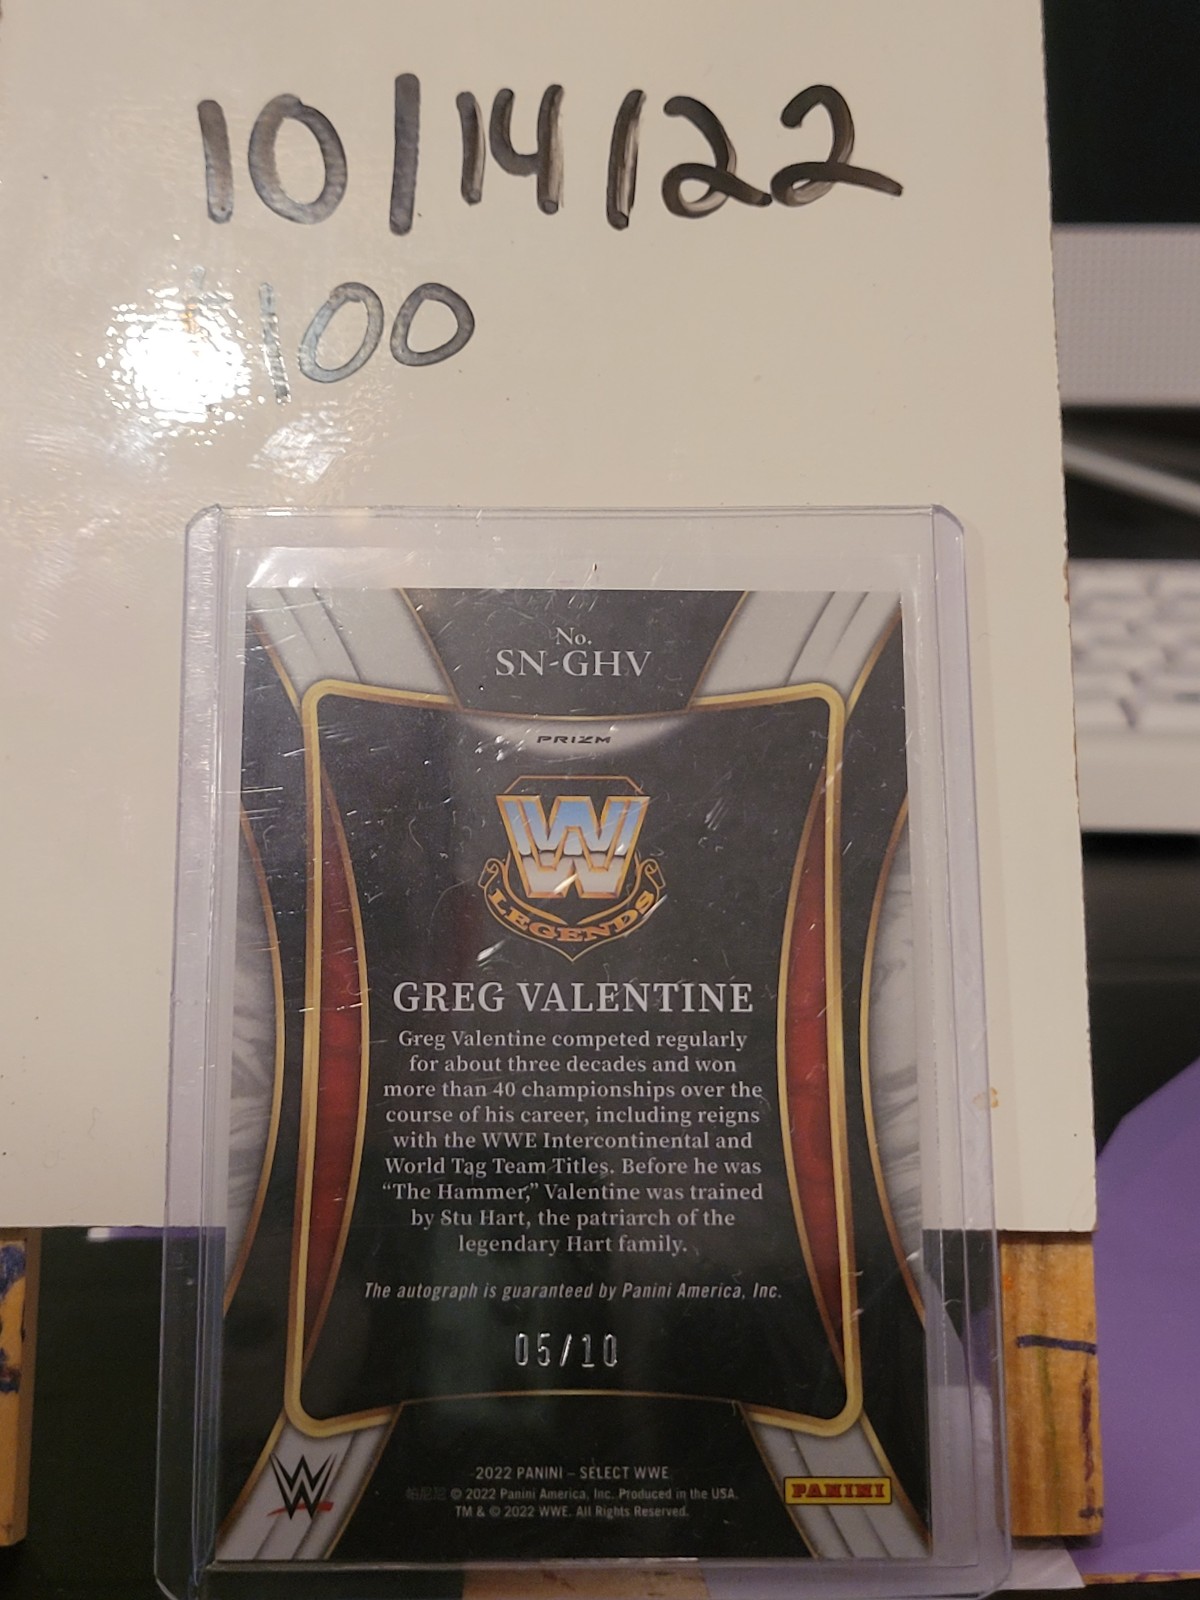 10/14/22
$100
No.
SN-GHV
PRIZM
W
W
LEGENDS
GREG VALENTINE
Greg Valentine competed regularly
for about three decades and won
more than 40 championships over the
course of his career, including reigns
with the WWE Intercontinental and
World Tag Team Titles. Before he was
“The Hammer,” Valentine was trained
by Stu Hart, the patriarch of the
legendary Hart family.
The autograph is guaranteed by Panini America, Inc.
05/10
2022 PANINI – SELECT WWE
帕尼尼 © 2022 Panini America, Inc. Produced in the USA.
TM & © 2022 WWE. All Rights Reserved.
W
PANINI